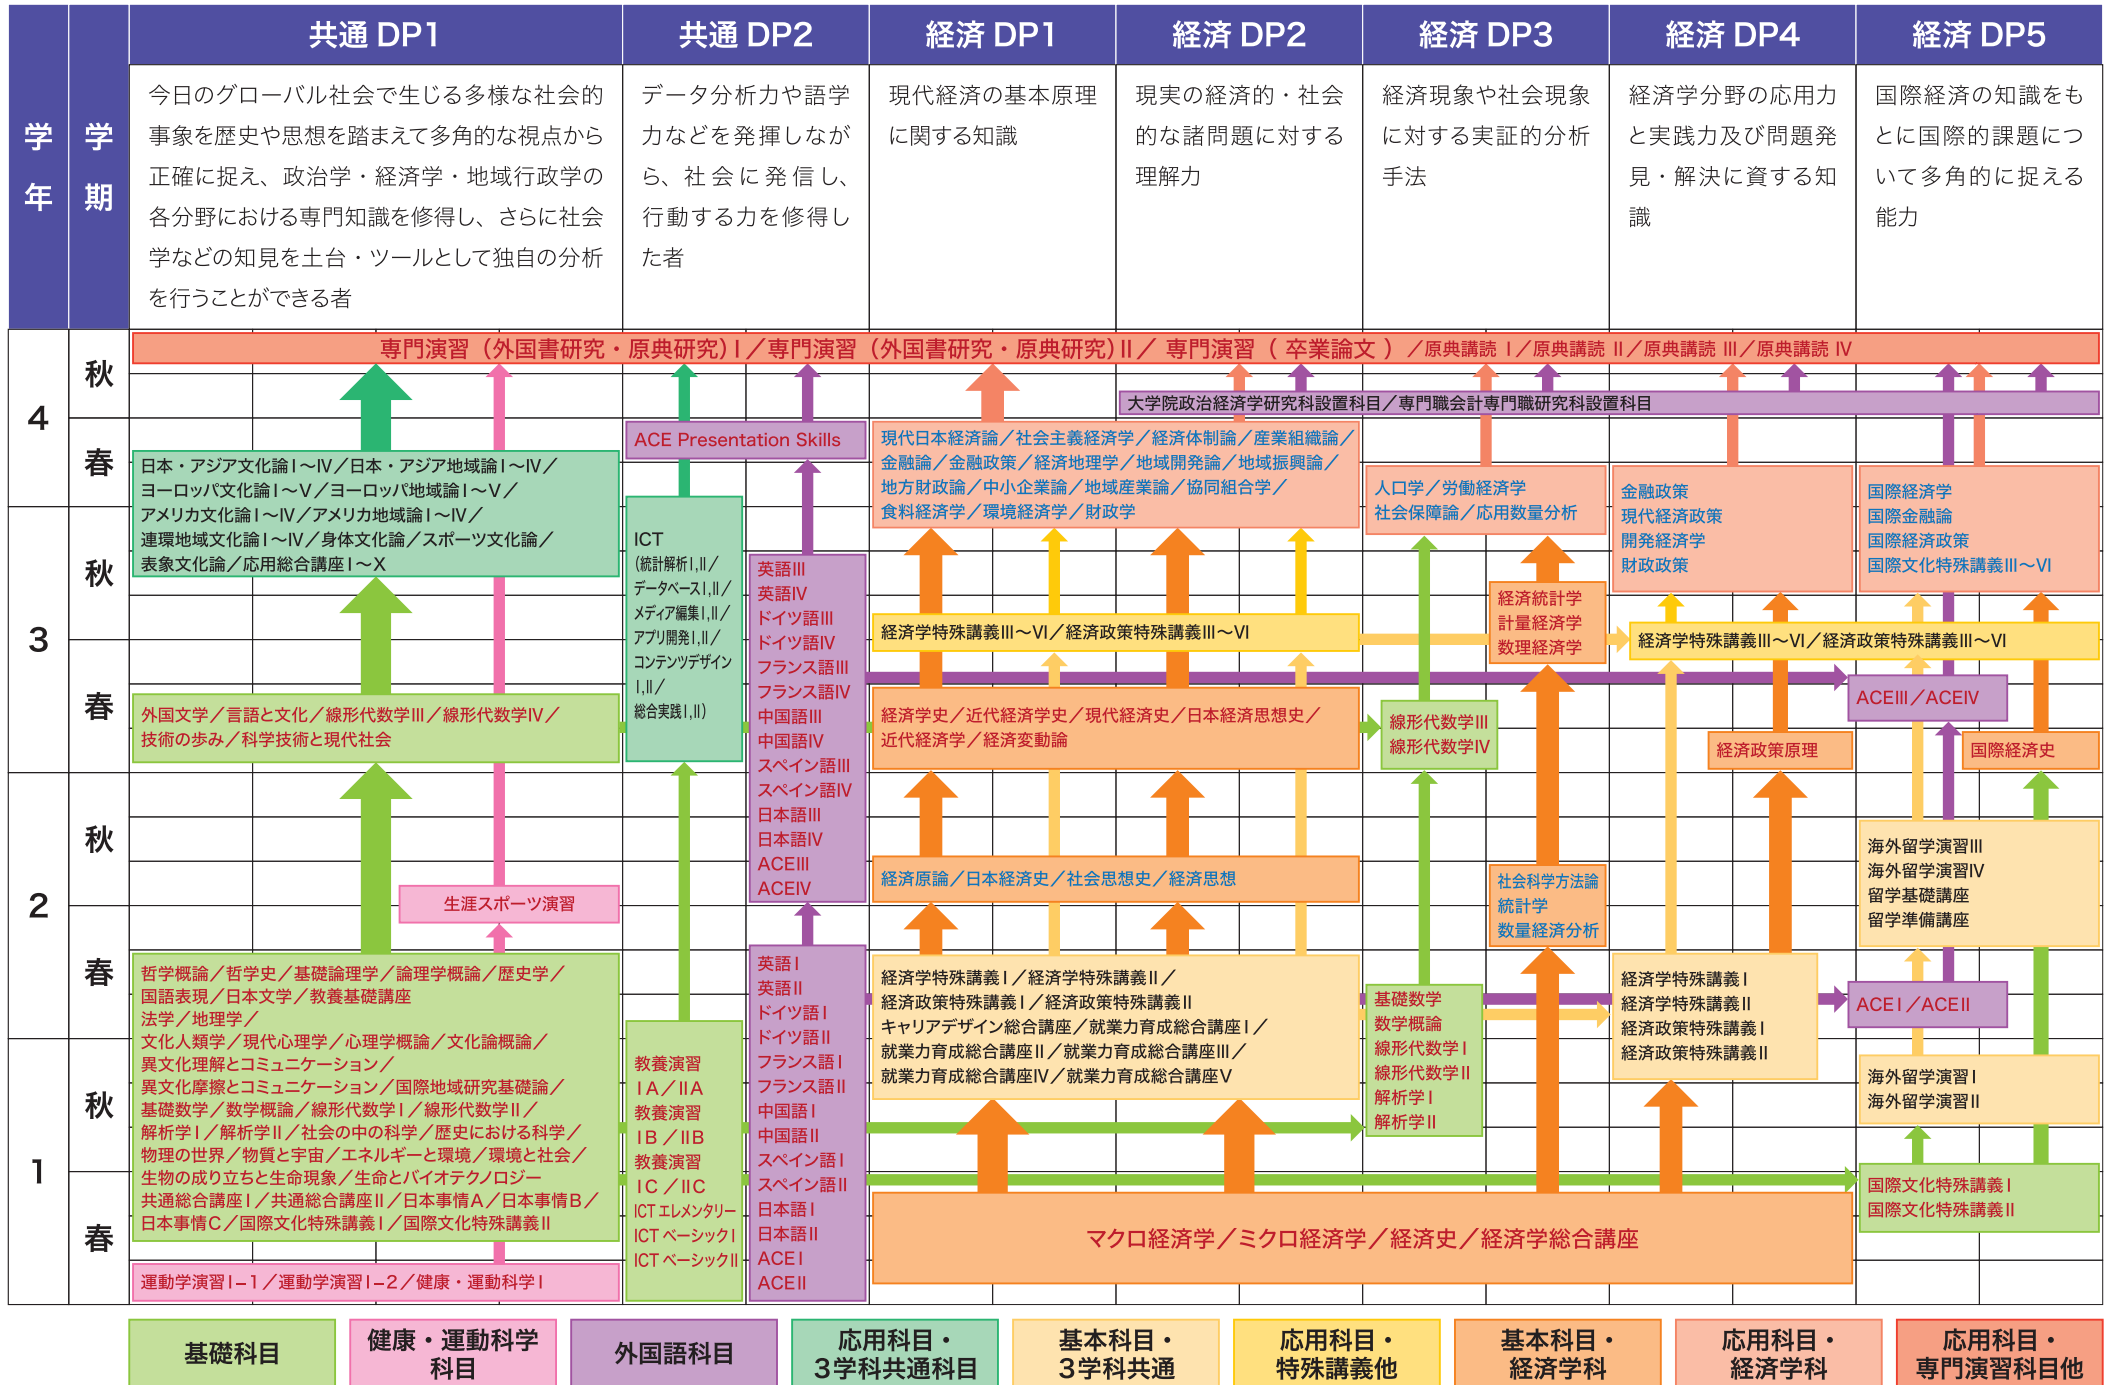 学年
学期
共通 DP1
共通 DP2
経済 DP1
経済 DP2
経済 DP3
経済 DP4
経済 DP5
今日のグローバル社会で生じる多様な社会的
事象を歴史や思想を踏まえて多角的な視点から
正確に捉え、政治学・経済学・地域行政学の
各分野における専門知識を修得し、さらに社会
学などの知見を土台・ツールとして独自の分析
を行うことができる者
データ分析力や語学
力などを発揮しなが
ら、社会に発信し、
行動する力を修得し
た者
現代経済の基本原理
に関する知識
現実の経済的・社会
的な諸問題に対する
理解力
経済現象や社会現象
に対する実証的分析
手法
経済学分野の応用力
と実践力及び問題発
見・解決に資する知
識
国際経済の知識をも
とに国際的課題につ
いて多角的に捉える
能力
4
秋
春
3
秋
春
2
秋
春
1
秋
春
専門演習（外国書研究・原典研究）Ⅰ／専門演習（外国書研究・原典研究）Ⅱ／ 専門演習（ 卒業論文 ）／原典講読 Ⅰ／原典講読 Ⅱ／原典講読 Ⅲ／原典講読 Ⅳ
大学院政治経済学研究科設置科目／専門職会計専門職研究科設置科目
日本・アジア文化論Ⅰ〜Ⅳ／日本・アジア地域論Ⅰ〜Ⅳ／
ヨーロッパ文化論Ⅰ〜Ⅴ／ヨーロッパ地域論Ⅰ〜Ⅴ／
アメリカ文化論Ⅰ〜Ⅳ／アメリカ地域論Ⅰ〜Ⅳ／
連環地域文化論Ⅰ〜Ⅳ／身体文化論／スポーツ文化論／
表象文化論／応用総合講座Ⅰ〜Ⅹ
外国文学／言語と文化／線形代数学Ⅲ／線形代数学Ⅳ／
技術の歩み／科学技術と現代社会
生涯スポーツ演習
哲学概論／哲学史／基礎論理学／論理学概論／歴史学／
国語表現／日本文学／教養基礎講座
法学／地理学／
文化人類学／現代心理学／心理学概論／文化論概論／
異文化理解とコミュニケーション／
異文化摩擦とコミュニケーション／国際地域研究基礎論／
基礎数学／数学概論／線形代数学Ⅰ／線形代数学Ⅱ／
解析学Ⅰ／解析学Ⅱ／社会の中の科学／歴史における科学／
物理の世界／物質と宇宙／エネルギーと環境／環境と社会／
生物の成り立ちと生命現象／生命とバイオテクノロジー
共通総合講座Ⅰ／共通総合講座Ⅱ／日本事情A／日本事情B／
日本事情C／国際文化特殊講義Ⅰ／国際文化特殊講義Ⅱ
運動学演習Ⅰ−1／運動学演習Ⅰ−2／健康・運動科学Ⅰ
ACE Presentation Skills
ICT
(統計解析Ⅰ,Ⅱ／
データベースⅠ,Ⅱ／
メディア編集Ⅰ,Ⅱ／
アプリ開発Ⅰ,Ⅱ／
コンテンツデザイン
Ⅰ,Ⅱ／
総合実践Ⅰ,Ⅱ)
教養演習
ⅠA／ⅡA
教養演習
ⅠB ／ⅡB
教養演習
ⅠC ／ⅡC
ICT エレメンタリー
ICT ベーシックⅠ
ICT ベーシックⅡ
英語Ⅲ
英語Ⅳ
ドイツ語Ⅲ
ドイツ語Ⅳ
フランス語Ⅲ
フランス語Ⅳ
中国語Ⅲ
中国語Ⅳ
スペイン語Ⅲ
スペイン語Ⅳ
日本語Ⅲ
日本語Ⅳ
ACEⅢ
ACEⅣ
英語Ⅰ
英語Ⅱ
ドイツ語Ⅰ
ドイツ語Ⅱ
フランス語Ⅰ
フランス語Ⅱ
中国語Ⅰ
中国語Ⅱ
スペイン語Ⅰ
スペイン語Ⅱ
日本語Ⅰ
日本語Ⅱ
ACEⅠ
ACEⅡ
現代日本経済論／社会主義経済学／経済体制論／産業組織論／
金融論／金融政策／経済地理学／地域開発論／地域振興論／
地方財政論／中小企業論／地域産業論／協同組合学／
食料経済学／環境経済学／財政学
経済学特殊講義Ⅲ〜Ⅵ／経済政策特殊講義Ⅲ〜Ⅵ
経済学史／近代経済学史／現代経済史／日本経済思想史／
近代経済学／経済変動論
経済原論／日本経済史／社会思想史／経済思想
経済学特殊講義Ⅰ／経済学特殊講義Ⅱ／
経済政策特殊講義Ⅰ／経済政策特殊講義Ⅱ
キャリアデザイン総合講座／就業力育成総合講座Ⅰ／
就業力育成総合講座Ⅱ／就業力育成総合講座Ⅲ／
就業力育成総合講座Ⅳ／就業力育成総合講座Ⅴ
マクロ経済学／ミクロ経済学／経済史／経済学総合講座
人口学／労働経済学
社会保障論／応用数量分析
経済統計学
計量経済学
数理経済学
線形代数学Ⅲ
線形代数学Ⅳ
社会科学方法論
統計学
数量経済分析
基礎数学
数学概論
線形代数学Ⅰ
線形代数学Ⅱ
解析学Ⅰ
解析学Ⅱ
金融政策
現代経済政策
開発経済学
財政政策
経済学特殊講義Ⅲ〜Ⅵ／経済政策特殊講義Ⅲ〜Ⅵ
経済政策原理
経済学特殊講義Ⅰ
経済学特殊講義Ⅱ
経済政策特殊講義Ⅰ
経済政策特殊講義Ⅱ
国際経済学
国際金融論
国際経済政策
国際文化特殊講義Ⅲ〜Ⅵ
ACEⅢ／ACEⅣ
国際経済史
海外留学演習Ⅲ
海外留学演習Ⅳ
留学基礎講座
留学準備講座
ACEⅠ／ACEⅡ
海外留学演習Ⅰ
海外留学演習Ⅱ
国際文化特殊講義Ⅰ
国際文化特殊講義Ⅱ
基礎科目
健康・運動科学
科目
外国語科目
応用科目・
3学科共通科目
基本科目・
3学科共通
応用科目・
特殊講義他
基本科目・
経済学科
応用科目・
経済学科
応用科目・
専門演習科目他